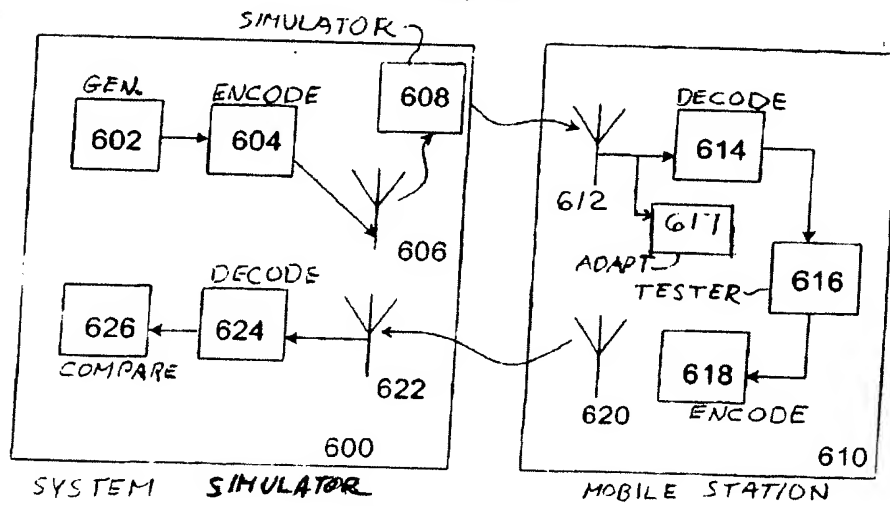 SIMULATOR
GEN.
602
ENCODE
604
608
606
DECODE
626
624
COMPARE
622
600
SYSTEM SIMULATOR
DECODE
614
612
617
ADAPT
TESTER
616
618
620
ENCODE
610
MOBILE STATION